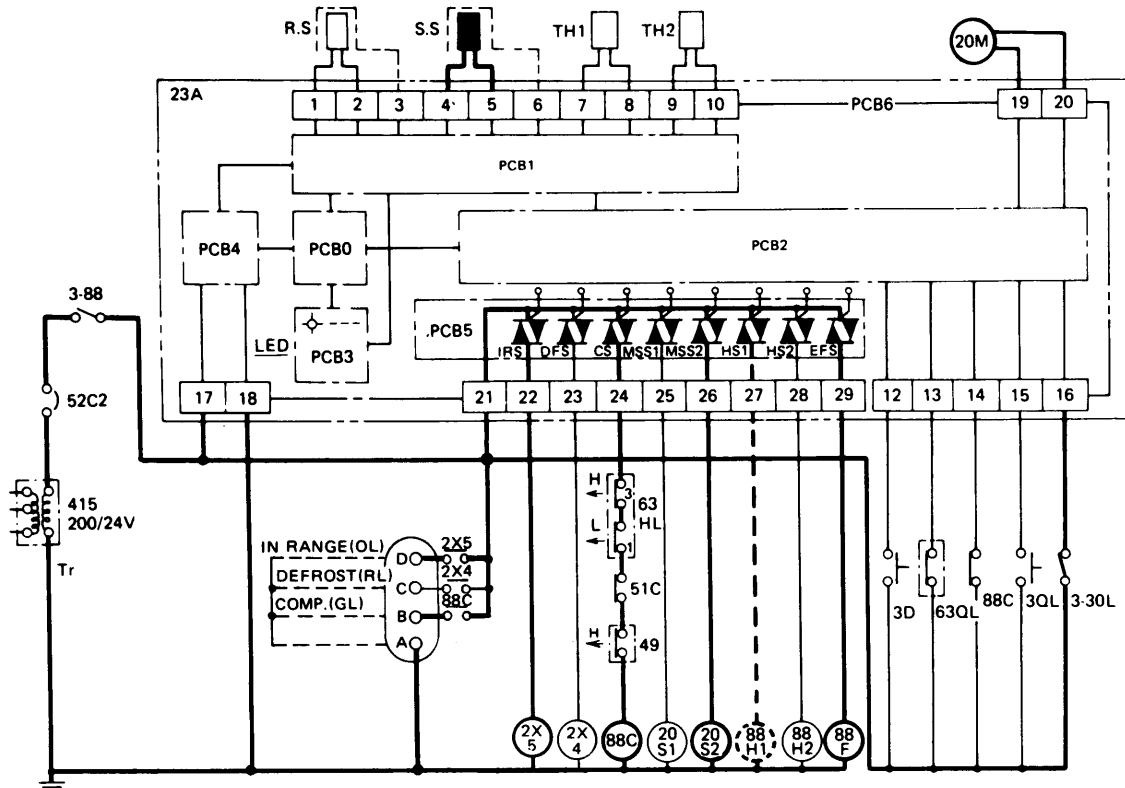 R.S S.S TH1 TH2 20M
23A
1 2 3 4 5 6 7 8 9 10 PCB6 19 20
PCB1
PCB4 PCB0 PCB2
3-88
LED PCB3 .PCB5 IRS DFS CS MSS1 MSS2 HS1 HS2 EFS
17 18 21 22 23 24 25 26 27 28 29 12 13 14 15 16
52C2
415
200/24V
Tr
H 3 63
L HL
1
IN RANGE(OL) D 2X5
DEFROST(RL) C 2X4
COMP.(GL) B 88C
A
51C
H 49
3D 63QL 88C 3QL 3-30L
2X
5
2X
4
88C
20
S1
20
S2
88
H1
88
H2
88
F